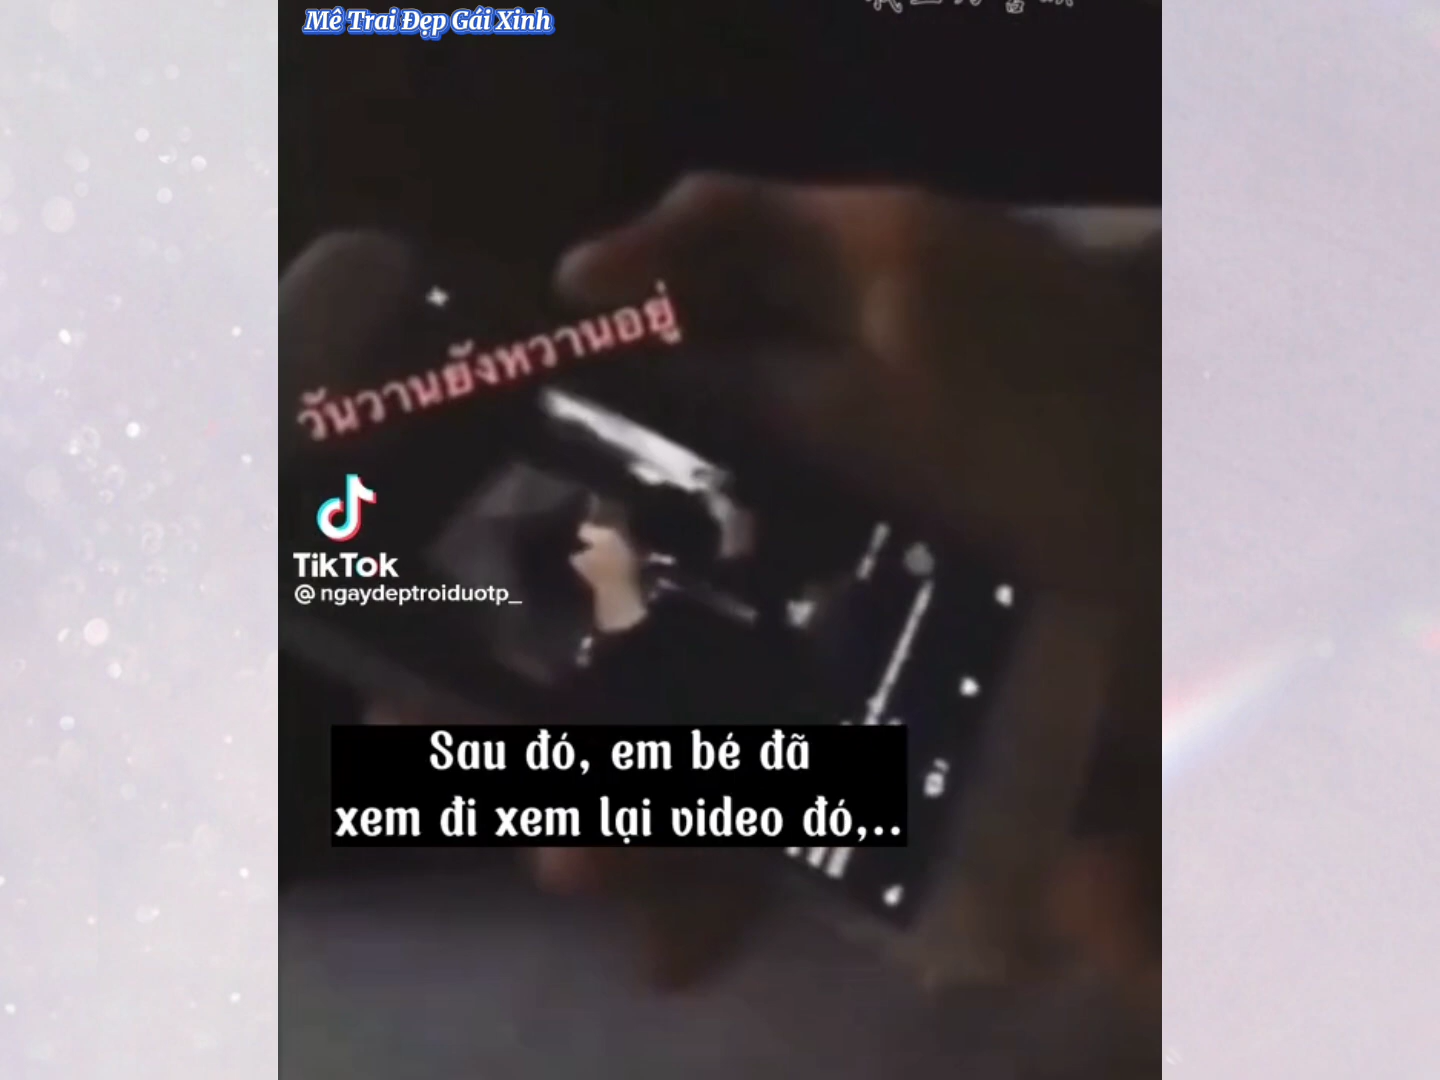 Mê Trai Đẹp Gái Xinh
วันวานยังหวานอยู่
TikTok
@ngaydeptroiduotp_
Sau đó, em bé đã
xem đi xem lại video đó,..